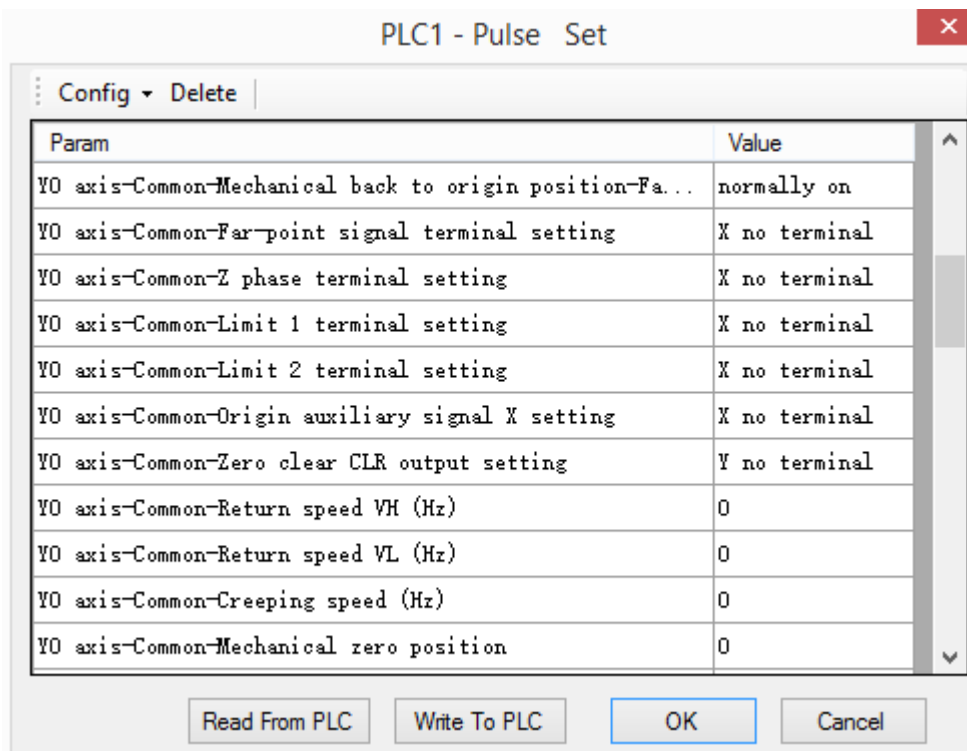 PLC1 - Pulse Set
Config Delete
Param Value
Y0 axis-Common-Mechanical back to origin position-Fa... normally on
Y0 axis-Common-Far-point signal terminal setting X no terminal
Y0 axis-Common-Z phase terminal setting X no terminal
Y0 axis-Common-Limit 1 terminal setting X no terminal
Y0 axis-Common-Limit 2 terminal setting X no terminal
Y0 axis-Common-Origin auxiliary signal X setting X no terminal
Y0 axis-Common-Zero clear CLR output setting Y no terminal
Y0 axis-Common-Return speed VH (Hz) 0
Y0 axis-Common-Return speed VL (Hz) 0
Y0 axis-Common-Creeping speed (Hz) 0
Y0 axis-Common-Mechanical zero position 0
Read From PLC Write To PLC OK Cancel